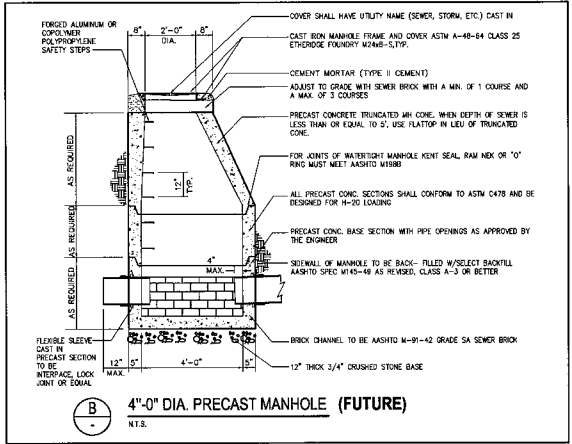 FORGED ALUMINUM OR
COPOLYMER
POLYPROPYLENE
SAFETY STEPS
8"
2'-0"
DIA.
8"
COVER SHALL HAVE UTILITY NAME (SEWER, STORM, ETC.) CAST IN
CAST IRON MANHOLE FRAME AND COVER ASTM A-48-64 CLASS 25
ETHERIDGE FOUNDRY M24x8-S,TYP.
CEMENT MORTAR (TYPE II CEMENT)
ADJUST TO GRADE WITH SEWER BRICK WITH A MIN. OF 1 COURSE AND
A MAX. OF 3 COURSES
PRECAST CONCRETE TRUNCATED MH CONE. WHEN DEPTH OF SEWER IS
LESS THAN OR EQUAL TO 5', USE FLATTOP IN LIEU OF TRUNCATED
CONE.
FOR JOINTS OF WATERTIGHT MANHOLE KENT SEAL, RAM NEK OR "O"
RING MUST MEET AASHTO M198B
ALL PRECAST CONC. SECTIONS SHALL CONFORM TO ASTM C478 AND BE
DESIGNED FOR H-20 LOADING
PRECAST CONC. BASE SECTION WITH PIPE OPENINGS AS APPROVED BY
THE ENGINEER
SIDEWALL OF MANHOLE TO BE BACK- FILLED W/SELECT BACKFILL
AASHTO SPEC M145-49 AS REVISED, CLASS A-3 OR BETTER
BRICK CHANNEL TO BE AASHTO M-91-42 GRADE SA SEWER BRICK
12" THICK 3/4" CRUSHED STONE BASE
AS REQUIRED
AS REQUIRED
AS REQUIRED
12"
TYP.
4"
MAX.
FLEXIBLE SLEEVE
CAST IN
PRECAST SECTION
TO BE
INTERPACE, LOCK
JOINT OR EQUAL
12"
MAX.
5"
4'-0"
5"
B
-
4"-0" DIA. PRECAST MANHOLE (FUTURE)
N.T.S.